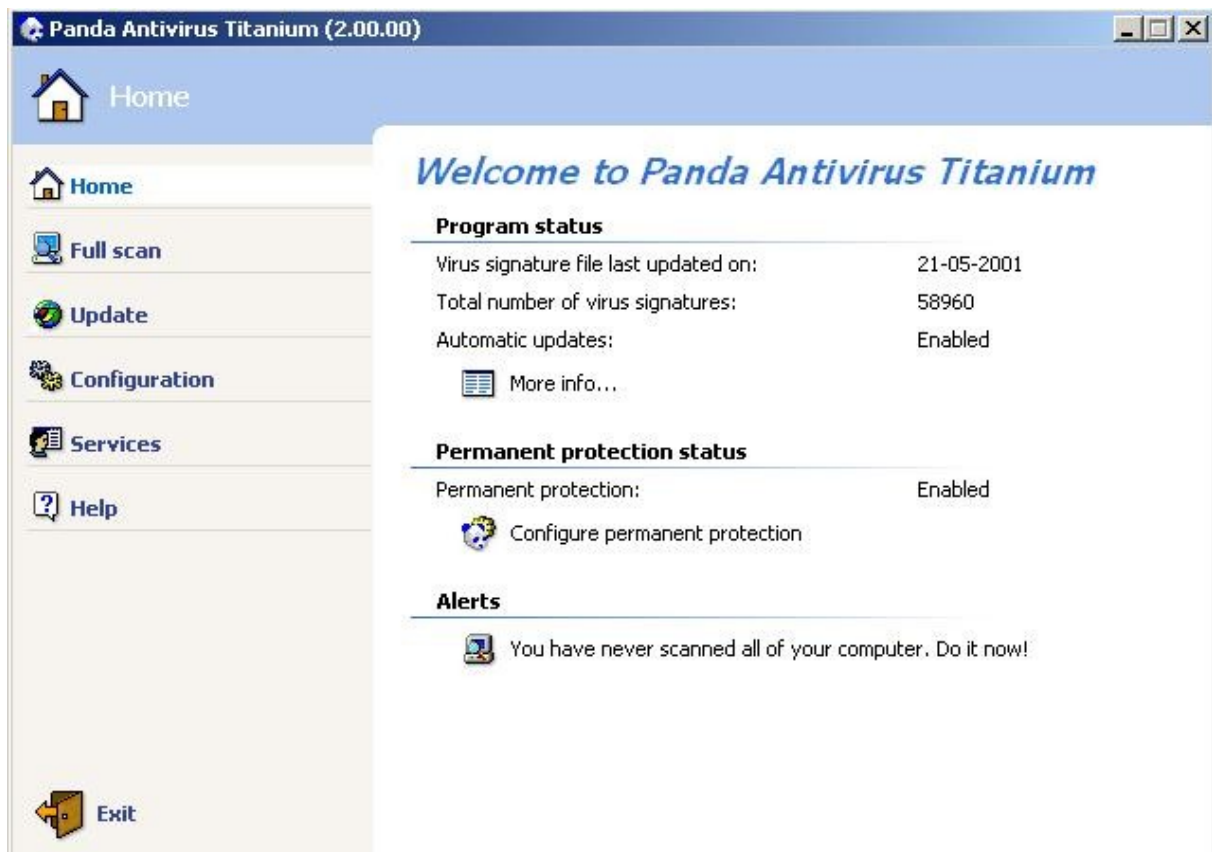 Panda Antivirus Titanium (2.00.00)
Home
Home
Full scan
Update
Configuration
Services
Help
Exit
Welcome to Panda Antivirus Titanium
Program status
Virus signature file last updated on: 21-05-2001
Total number of virus signatures: 58960
Automatic updates: Enabled
More info...
Permanent protection status
Permanent protection: Enabled
Configure permanent protection
Alerts
You have never scanned all of your computer. Do it now!